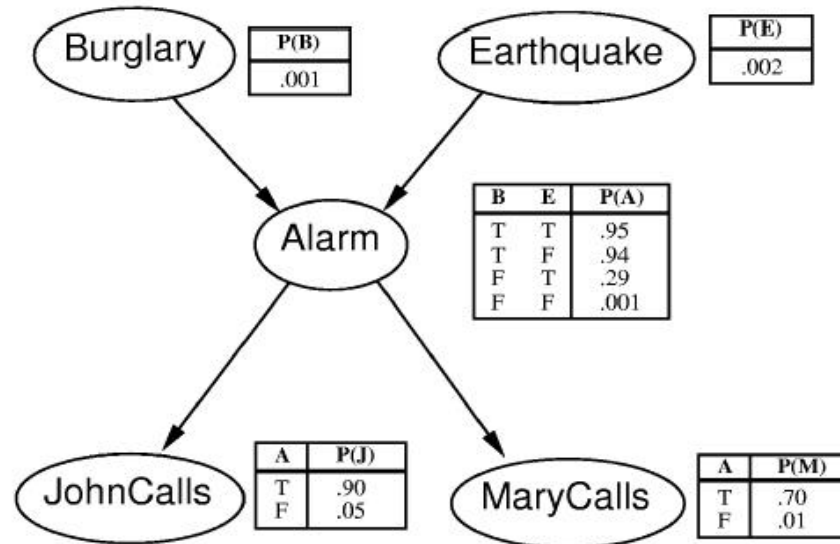 Burglary
P(B)
.001
Earthquake
P(E)
.002
Alarm
B E P(A)
T T .95
T F .94
F T .29
F F .001
JohnCalls
A P(J)
T .90
F .05
MaryCalls
A P(M)
T .70
F .01